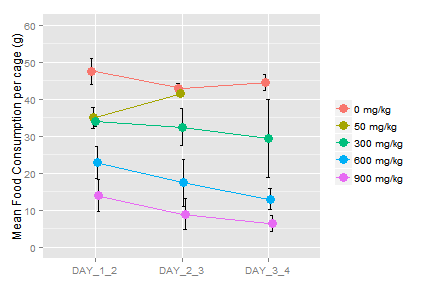 Mean Food Consumption per cage (g)
60
50
40
30
20
10
0
DAY_1_2 DAY_2_3 DAY_3_4
0 mg/kg
50 mg/kg
300 mg/kg
600 mg/kg
900 mg/kg